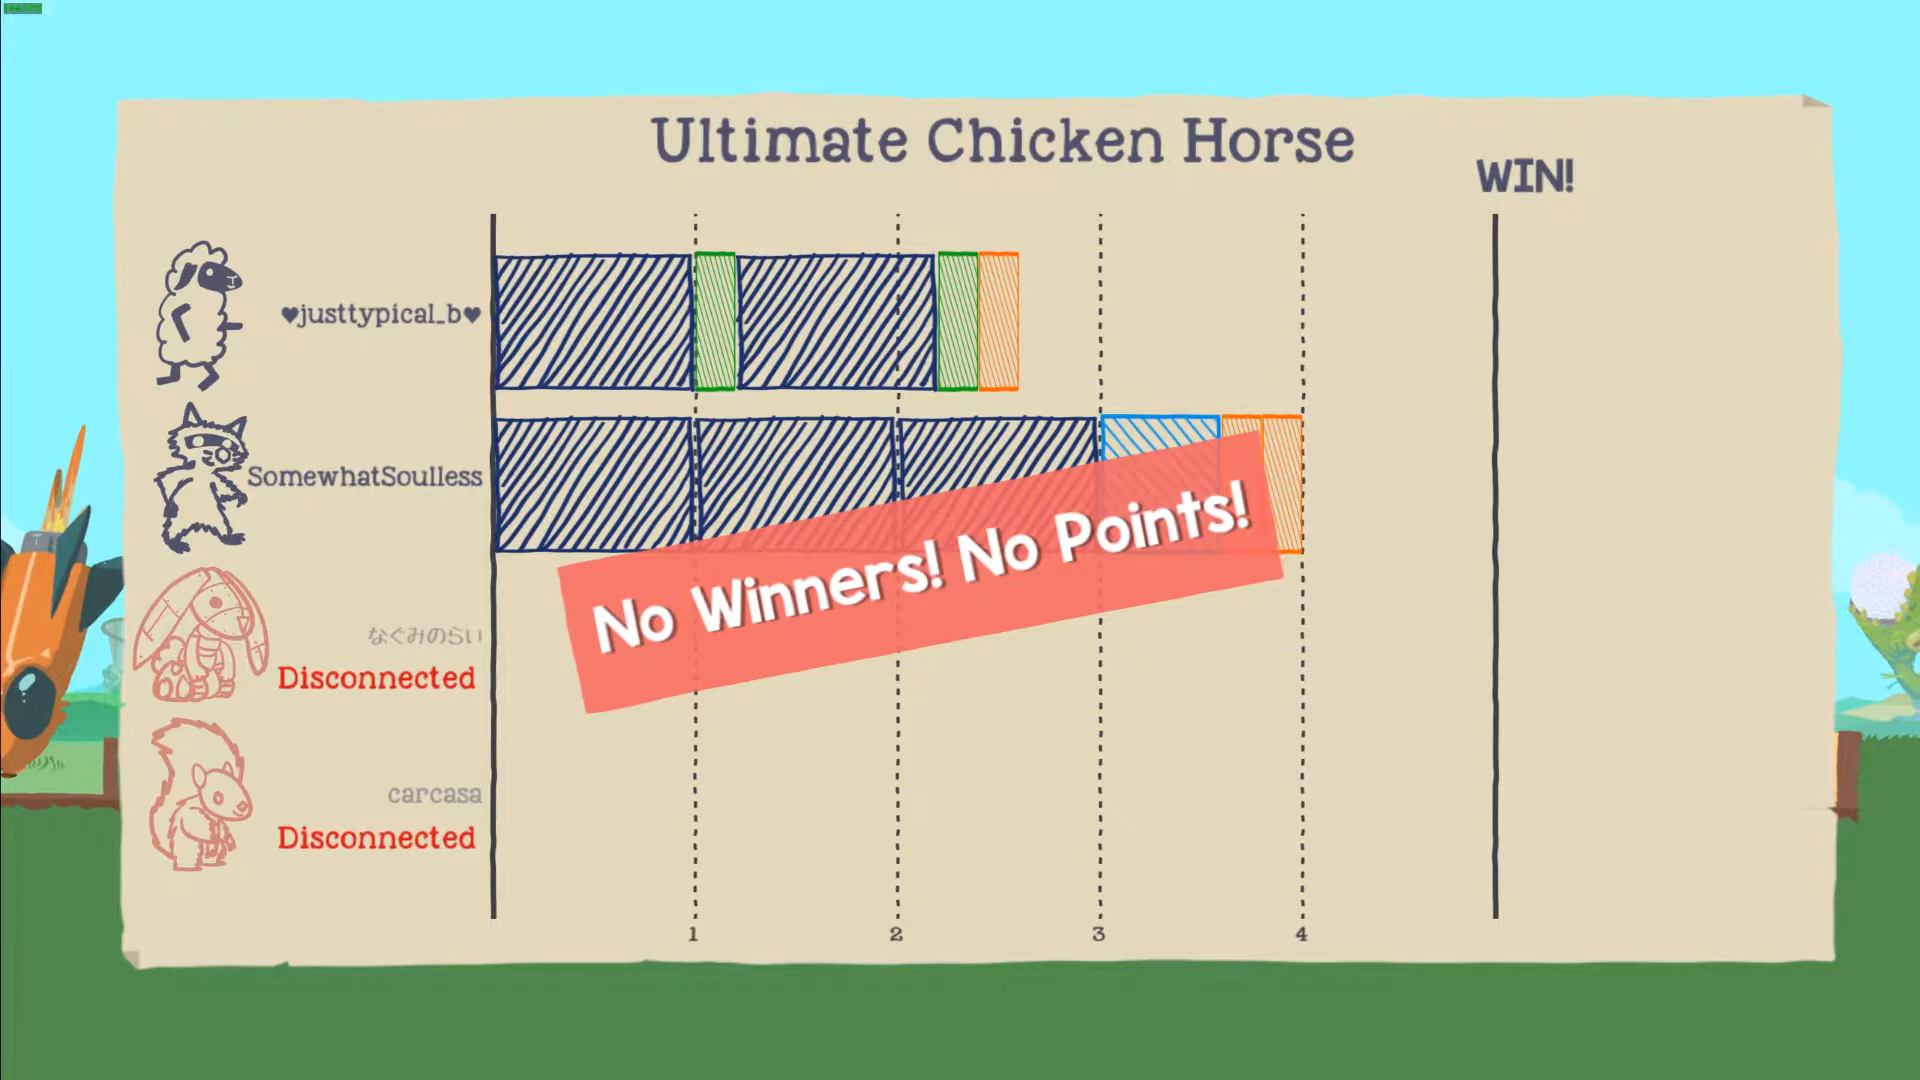 Ultimate Chicken Horse
WIN!
♥justtypical_b♥
SomewhatSoulless
No Winners! No Points!
なぐみのらい
Disconnected
carcasa
Disconnected
1 2 3 4